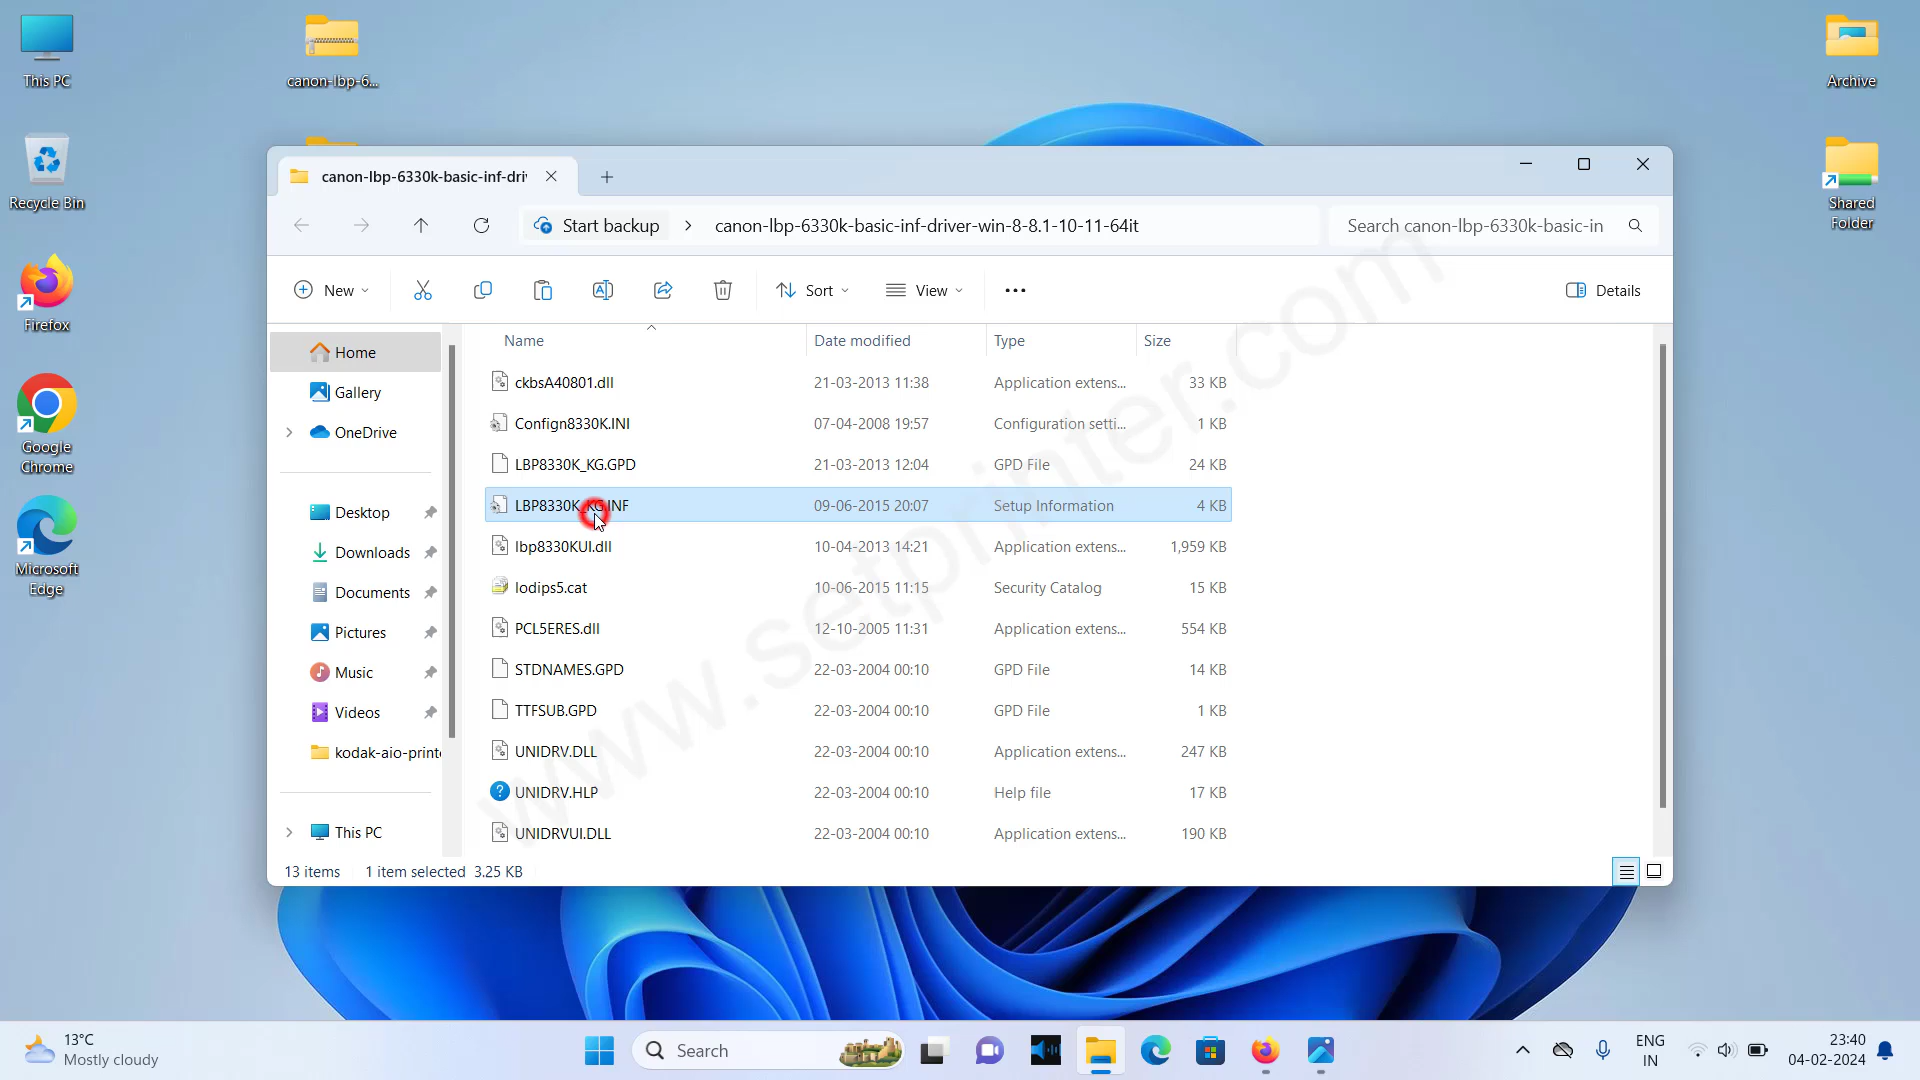 This PC
canon-lbp-6...
Archive
Recycle Bin
Shared
Folder
Firefox
Google
Chrome
Microsoft
Edge
canon-lbp-6330k-basic-inf-dri
Start backup
canon-lbp-6330k-basic-inf-driver-win-8-8.1-10-11-64it
Search canon-lbp-6330k-basic-in
New
Sort
View
Details
Home
Gallery
OneDrive
Desktop
Downloads
Documents
Pictures
Music
Videos
kodak-aio-print
This PC
Name Date modified Type Size
ckbsA40801.dll 21-03-2013 11:38 Application extens... 33 KB
Confign8330K.INI 07-04-2008 19:57 Configuration setti... 1 KB
LBP8330K_KG.GPD 21-03-2013 12:04 GPD File 24 KB
LBP8330K_KG.INF 09-06-2015 20:07 Setup Information 4 KB
lbp8330KUI.dll 10-04-2013 14:21 Application extens... 1,959 KB
lodips5.cat 10-06-2015 11:15 Security Catalog 15 KB
PCL5ERES.dll 12-10-2005 11:31 Application extens... 554 KB
STDNAMES.GPD 22-03-2004 00:10 GPD File 14 KB
TTFSUB.GPD 22-03-2004 00:10 GPD File 1 KB
UNIDRV.DLL 22-03-2004 00:10 Application extens... 247 KB
UNIDRV.HLP 22-03-2004 00:10 Help file 17 KB
UNIDRVUI.DLL 22-03-2004 00:10 Application extens... 190 KB
www.setprinter.com
13 items 1 item selected 3.25 KB
13°C
Mostly cloudy
Search
ENG
IN
23:40
04-02-2024